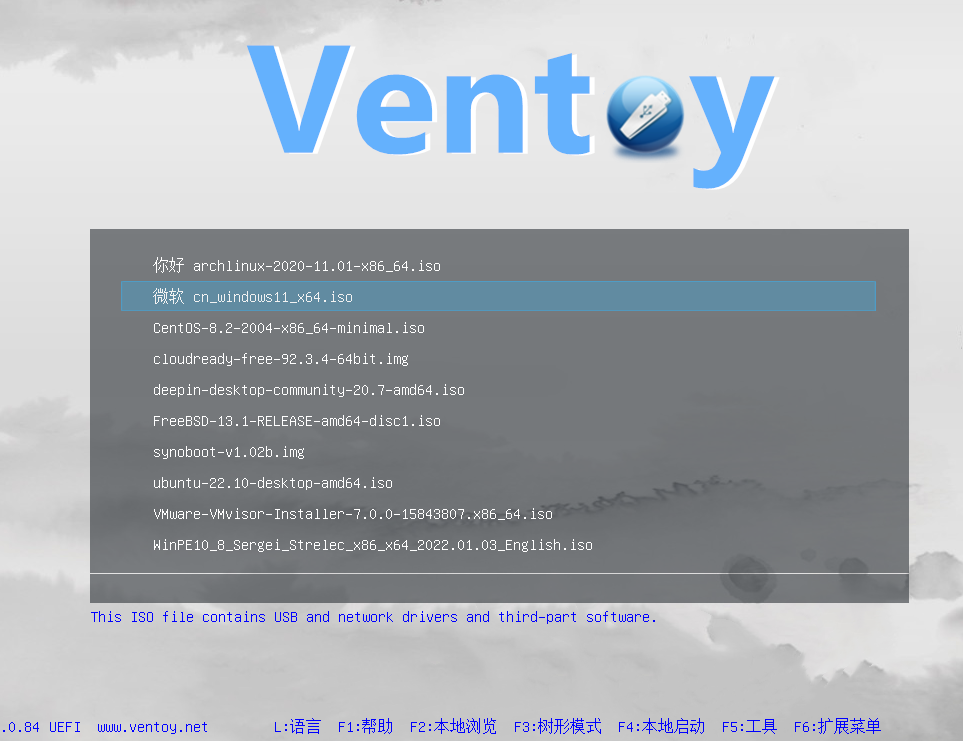 Ventoy
你好 archlinux-2020-11.01-x86_64.iso
微软 cn_windows11_x64.iso
CentOS-8.2-2004-x86_64-minimal.iso
cloudready-free-92.3.4-64bit.img
deepin-desktop-community-20.7-amd64.iso
FreeBSD-13.1-RELEASE-amd64-disc1.iso
synoboot-v1.02b.img
ubuntu-22.10-desktop-amd64.iso
VMware-VMvisor-Installer-7.0.0-15843807.x86_64.iso
WinPE10_8_Sergei_Strelec_x86_x64_2022.01.03_English.iso
This ISO file contains USB and network drivers and third-part software.
.0.84 UEFI www.ventoy.net L:语言 F1:帮助 F2:本地浏览 F3:树形模式 F4:本地启动 F5:工具 F6:扩展菜单